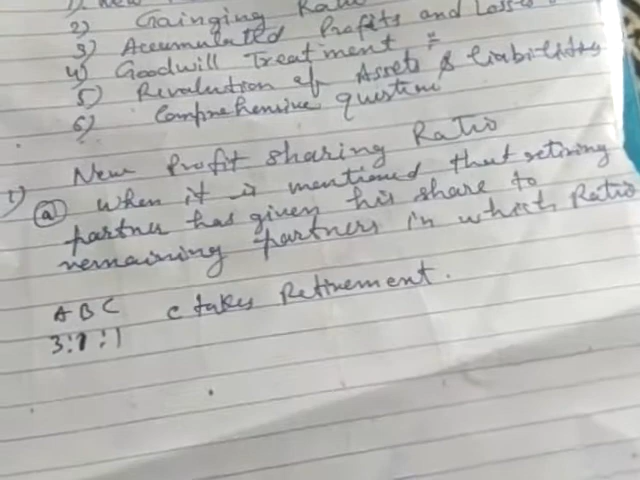 2) Gainging Ratio
3) Accumulated Profits and Losses
4) Goodwill Treatment =
5) Revalution of Assets & liabilities
6) Comprehensive question
1) New Profit sharing Ratio
(a) When it is mentioned that retiring
partner has given his share to
remaining partners in which Ratio
A B C C takes Retirement.
3:1:1